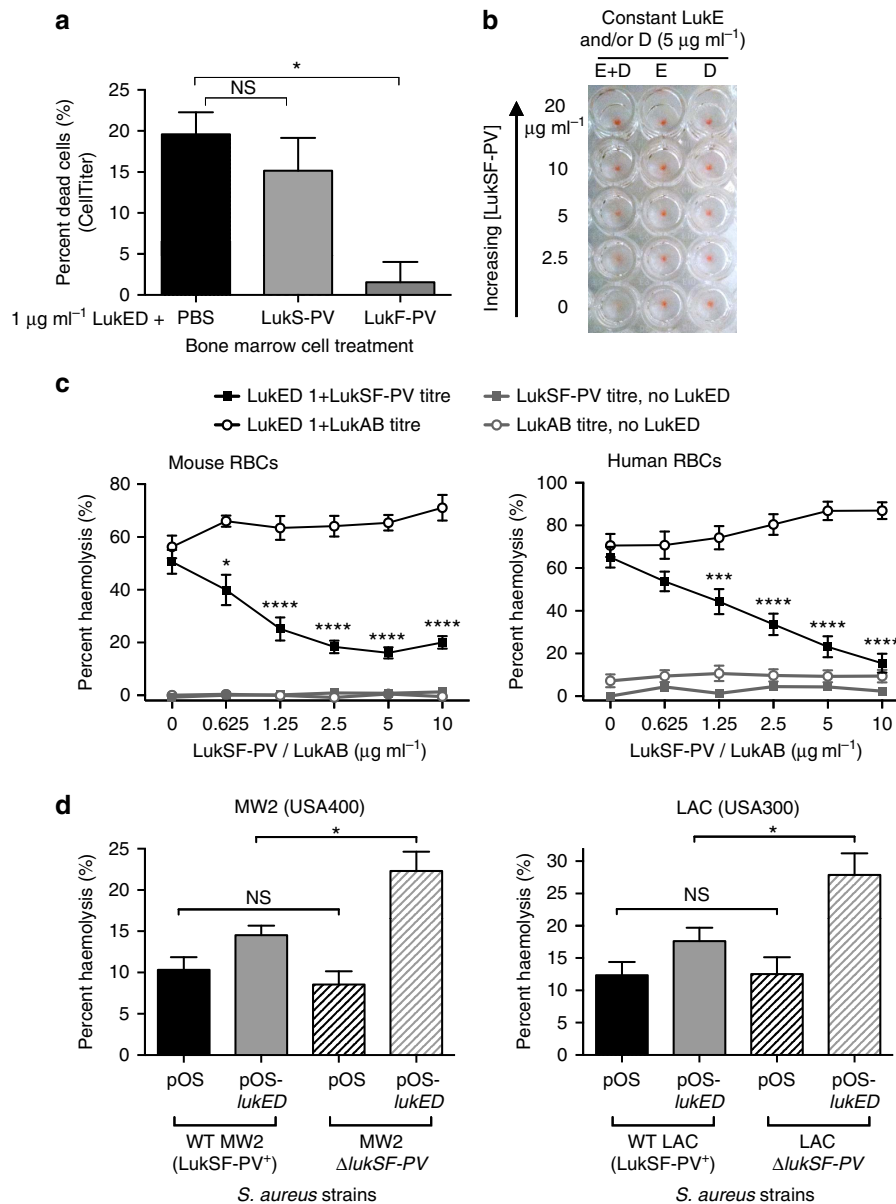 a
*
NS
25
20
15
10
5
0
Percent dead cells (%)
(CellTiter)
1 µg ml⁻¹ LukED +
PBS
LukS-PV
LukF-PV
Bone marrow cell treatment
b
Constant LukE
and/or D (5 µg ml⁻¹)
E+D
E
D
Increasing [LukSF-PV]
20
µg ml⁻¹
10
5
2.5
0
c
LukED 1+LukSF-PV titre
LukSF-PV titre, no LukED
LukED 1+LukAB titre
LukAB titre, no LukED
Mouse RBCs
80
60
40
20
0
Percent haemolysis (%)
*
****
****
****
****
0
0.625
1.25
2.5
5
10
LukSF-PV / LukAB (µg ml⁻¹)
Human RBCs
100
80
60
40
20
0
Percent haemolysis (%)
***
****
****
****
0
0.625
1.25
2.5
5
10
LukSF-PV / LukAB (µg ml⁻¹)
d
MW2 (USA400)
*
NS
25
20
15
10
5
0
Percent haemolysis (%)
pOS
pOS-
lukED
pOS
pOS-
lukED
WT MW2
(LukSF-PV⁺)
MW2
ΔlukSF-PV
S. aureus strains
LAC (USA300)
*
NS
30
25
20
15
10
5
0
Percent haemolysis (%)
pOS
pOS-
lukED
pOS
pOS-
lukED
WT LAC
(LukSF-PV⁺)
LAC
ΔlukSF-PV
S. aureus strains